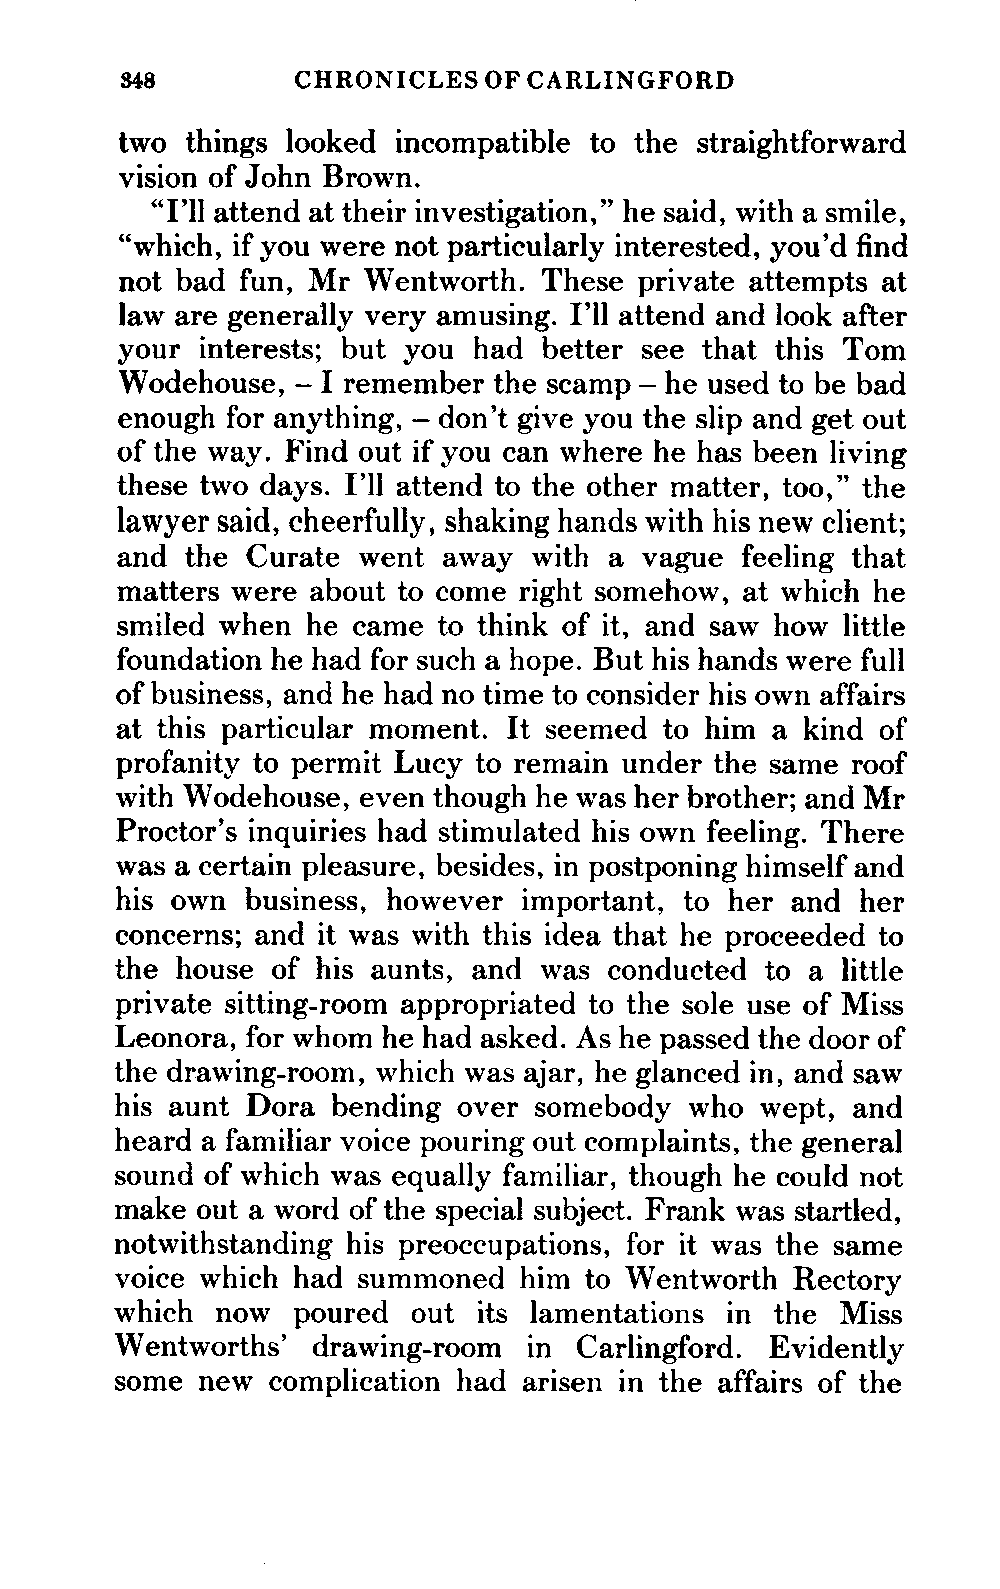 348 CHRONICLES OF CARLINGFORD
two things looked incompatible to the straightforward
vision of John Brown.
“I’ll attend at their investigation,” he said, with a smile,
“which, if you were not particularly interested, you’d find
not bad fun, Mr Wentworth. These private attempts at
law are generally very amusing. I’ll attend and look after
your interests; but you had better see that this Tom
Wodehouse, – I remember the scamp – he used to be bad
enough for anything, – don’t give you the slip and get out
of the way. Find out if you can where he has been living
these two days. I’ll attend to the other matter, too,” the
lawyer said, cheerfully, shaking hands with his new client;
and the Curate went away with a vague feeling that
matters were about to come right somehow, at which he
smiled when he came to think of it, and saw how little
foundation he had for such a hope. But his hands were full
of business, and he had no time to consider his own affairs
at this particular moment. It seemed to him a kind of
profanity to permit Lucy to remain under the same roof
with Wodehouse, even though he was her brother; and Mr
Proctor’s inquiries had stimulated his own feeling. There
was a certain pleasure, besides, in postponing himself and
his own business, however important, to her and her
concerns; and it was with this idea that he proceeded to
the house of his aunts, and was conducted to a little
private sitting-room appropriated to the sole use of Miss
Leonora, for whom he had asked. As he passed the door of
the drawing-room, which was ajar, he glanced in, and saw
his aunt Dora bending over somebody who wept, and
heard a familiar voice pouring out complaints, the general
sound of which was equally familiar, though he could not
make out a word of the special subject. Frank was startled,
notwithstanding his preoccupations, for it was the same
voice which had summoned him to Wentworth Rectory
which now poured out its lamentations in the Miss
Wentworths’ drawing-room in Carlingford. Evidently
some new complication had arisen in the affairs of the